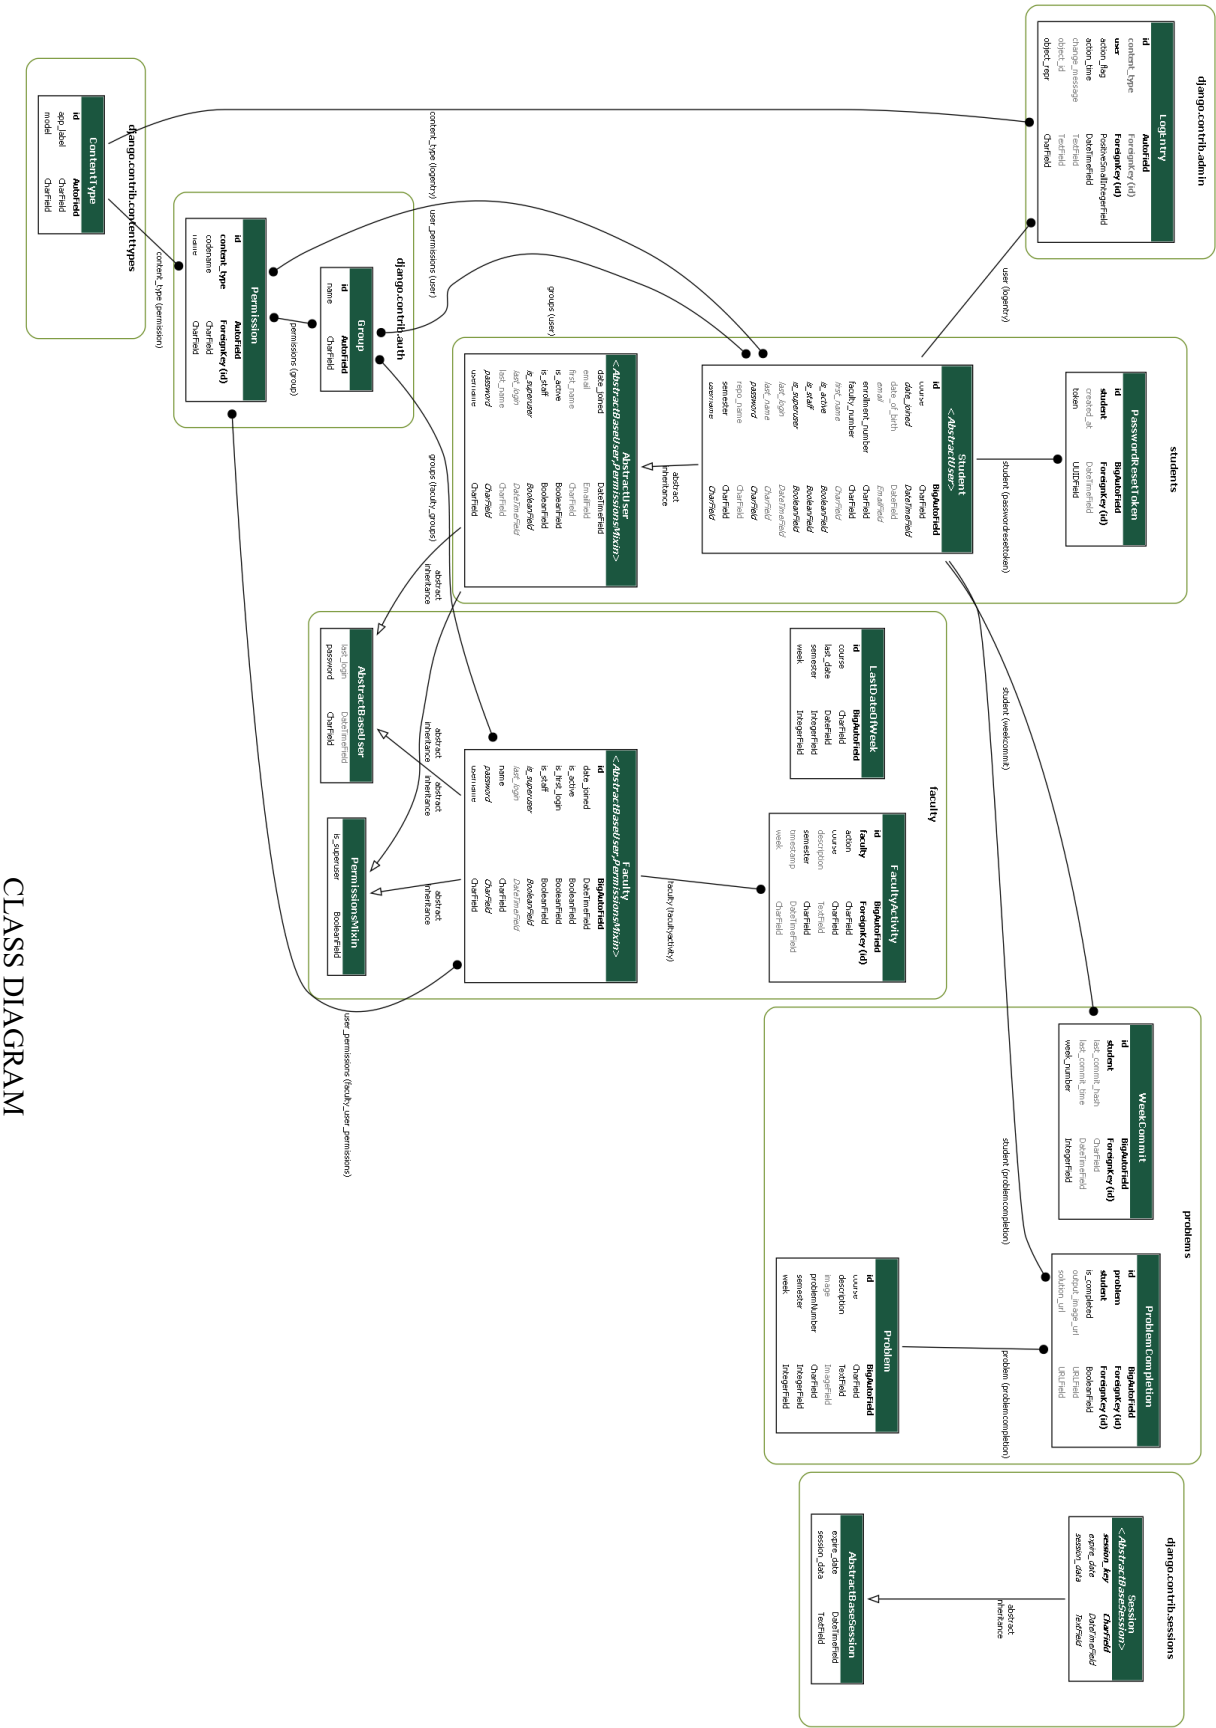 django.contrib.admin
LogEntry
id AutoField
content_type ForeignKey (id)
user ForeignKey (id)
action_flag PositiveSmallIntegerField
action_time DateTimeField
change_message TextField
object_id TextField
object_repr CharField
students
PasswordResetToken
id BigAutoField
student ForeignKey (id)
created_at DateTimeField
token UUIDField
Student
<AbstractUser>
id BigAutoField
course CharField
date_joined DateTimeField
date_of_birth DateField
email EmailField
enrollment_number CharField
faculty_number CharField
first_name CharField
is_active BooleanField
is_staff BooleanField
is_superuser BooleanField
last_login DateTimeField
last_name CharField
password CharField
repo_name CharField
semester CharField
username CharField
AbstractUser
<AbstractBaseUser,PermissionsMixin>
date_joined DateTimeField
email EmailField
first_name CharField
is_active BooleanField
is_staff BooleanField
is_superuser BooleanField
last_login DateTimeField
last_name CharField
password CharField
username CharField
problems
WeekCommit
id BigAutoField
student ForeignKey (id)
last_commit_hash CharField
last_commit_time DateTimeField
week_number IntegerField
ProblemCompletion
id BigAutoField
problem ForeignKey (id)
student ForeignKey (id)
is_completed BooleanField
output_image_url URLField
solution_url URLField
Problem
id BigAutoField
course CharField
description TextField
image ImageField
problemNumber CharField
semester IntegerField
week IntegerField
django.contrib.sessions
Session
<AbstractBaseSession>
session_key CharField
expire_date DateTimeField
session_data TextField
AbstractBaseSession
expire_date DateTimeField
session_data TextField
faculty
LastDateOfWeek
id BigAutoField
course CharField
last_date DateField
semester IntegerField
week IntegerField
FacultyActivity
id BigAutoField
faculty ForeignKey (id)
action CharField
course CharField
description TextField
semester CharField
timestamp DateTimeField
week CharField
Faculty
<AbstractBaseUser,PermissionsMixin>
id BigAutoField
date_joined DateTimeField
is_active BooleanField
is_first_login BooleanField
is_staff BooleanField
is_superuser BooleanField
last_login DateTimeField
name CharField
password CharField
username CharField
AbstractBaseUser
last_login DateTimeField
password CharField
PermissionsMixin
is_superuser BooleanField
django.contrib.auth
Group
id AutoField
name CharField
Permission
id AutoField
content_type ForeignKey (id)
codename CharField
name CharField
django.contrib.contenttypes
ContentType
id AutoField
app_label CharField
model CharField
user (logentry)
student (passwordresettoken)
student (weekcommit)
student (problemcompletion)
problem (problemcompletion)
abstract
inheritance
abstract
inheritance
faculty (facultyactivity)
groups (user)
content_type (logentry)
user_permissions (user)
groups (faculty_groups)
abstract
inheritance
abstract
inheritance
abstract
inheritance
abstract
inheritance
user_permissions (faculty_user_permissions)
permissions (group)
content_type (permission)
CLASS DIAGRAM